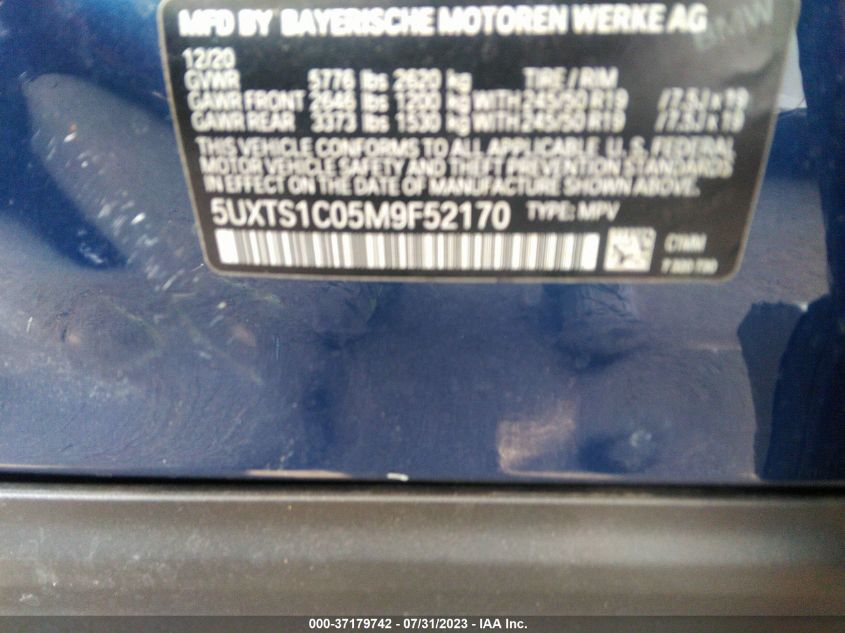 MFD BY BAYERISCHE MOTOREN WERKE AG
BMW
12/20
GVWR 5776 lbs 2620 kg TIRE / RIM
GAWR FRONT 2646 lbs 1200 kg WITH 245/50 R19 /7.5J x 19
GAWR REAR 3373 lbs 1530 kg WITH 245/50 R19 /7.5J x 19
THIS VEHICLE CONFORMS TO ALL APPLICABLE U. S. FEDERAL
MOTOR VEHICLE SAFETY AND THEFT PREVENTION STANDARDS
IN EFFECT ON THE DATE OF MANUFACTURE SHOWN ABOVE.
5UXTS1C05M9F52170 TYPE: MPV
000-37179742 - 07/31/2023 - IAA Inc.